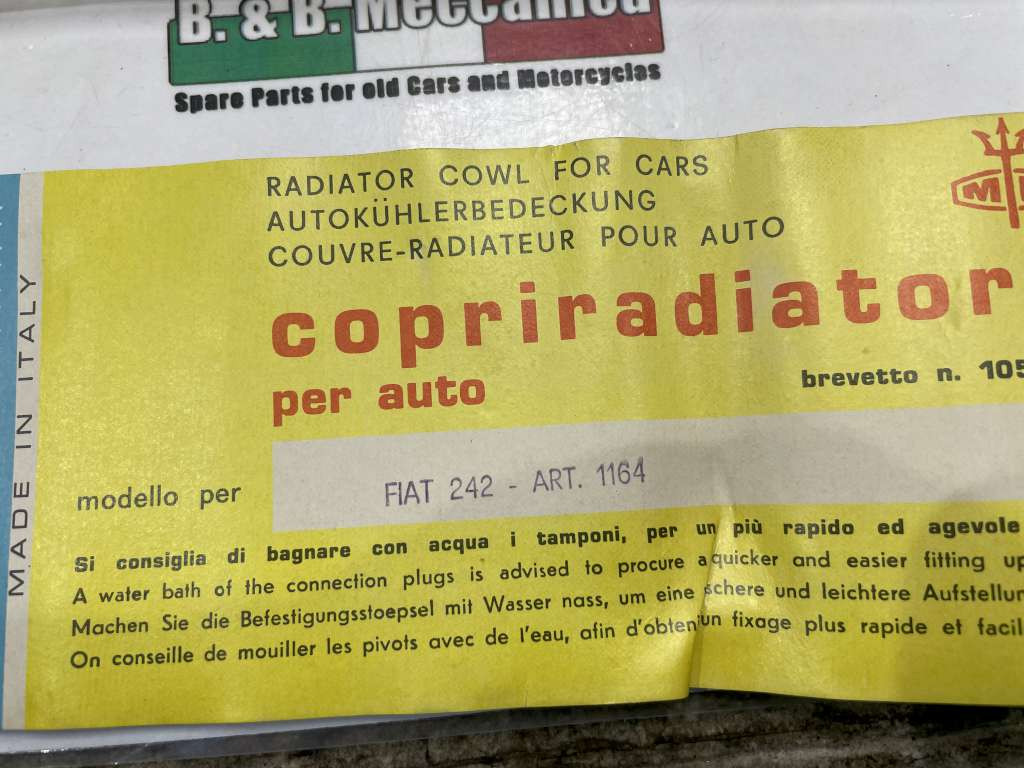 B. & B. Meccanica
Spare Parts for old Cars and Motorcycles
MADE IN ITALY
RADIATOR COWL FOR CARS
AUTOKÜHLERBEDECKUNG
COUVRE-RADIATEUR POUR AUTO
M
copriradiator
per auto
brevetto n. 105
modello per
FIAT 242 - ART. 1164
Si consiglia di bagnare con acqua i tamponi, per un più rapido ed agevole
A water bath of the connection plugs is advised to procure a quicker and easier fitting up
Machen Sie die Befestigungsstoepsel mit Wasser nass, um eine schere und leichtere Aufstellun
On conseille de mouiller les pivots avec de l'eau, afin d'obten un fixage plus rapide et facil